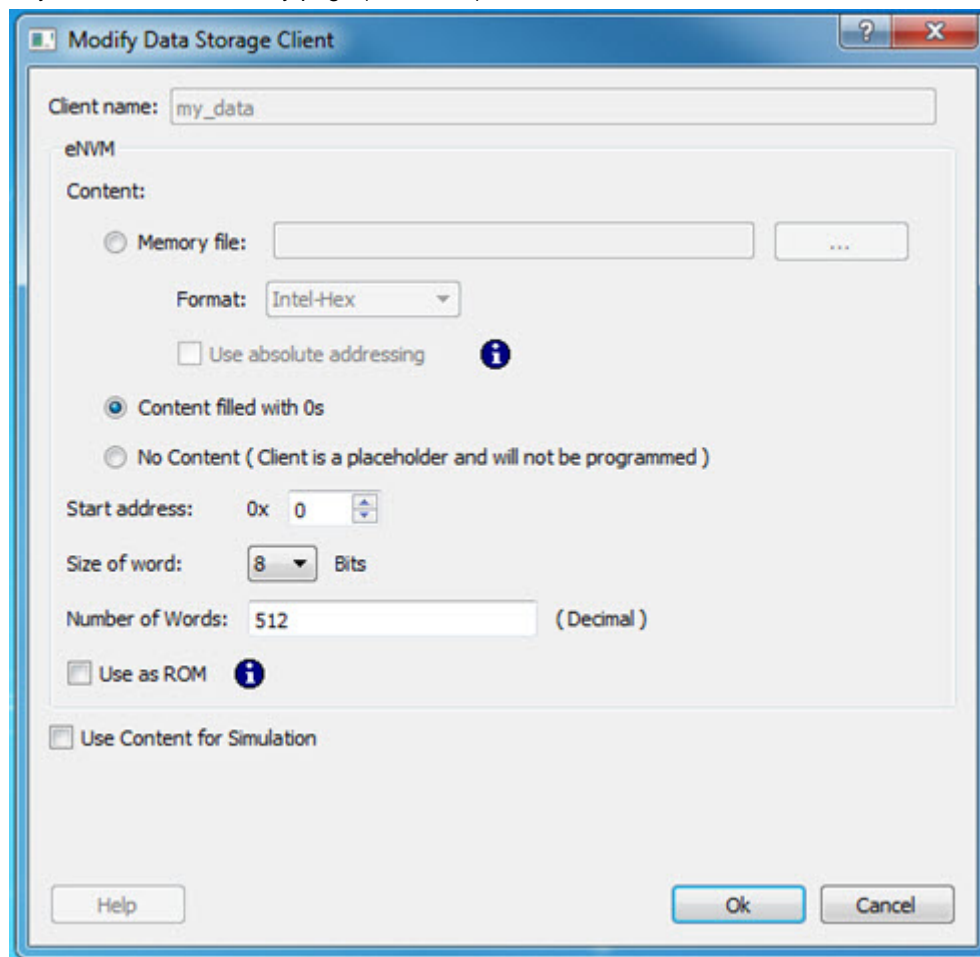 Modify Data Storage Client
Client name: my_data
eNVM
Content:
Memory file: ...
Format: Intel-Hex
Use absolute addressing
Content filled with 0s
No Content ( Client is a placeholder and will not be programmed )
Start address: 0x 0
Size of word: 8 Bits
Number of Words: 512 ( Decimal )
Use as ROM
Use Content for Simulation
Help Ok Cancel